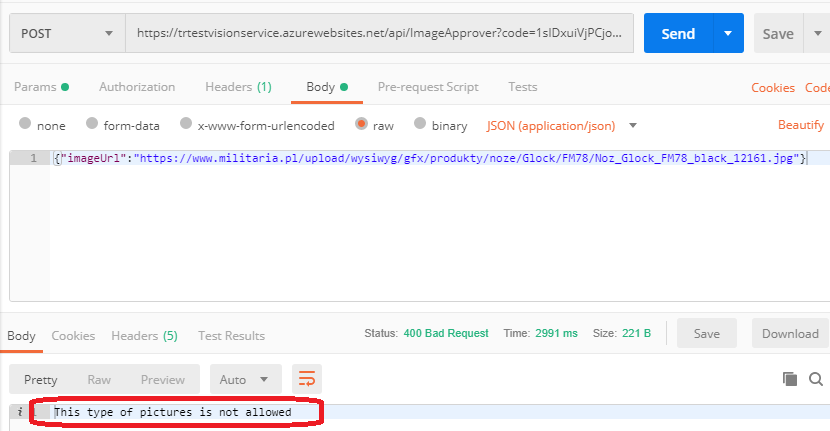 POST https://trtestvisionservice.azurewebsites.net/api/ImageApprover?code=1sIDxuiVjPCjo... Send Save
Params Authorization Headers (1) Body Pre-request Script Tests Cookies Code
none form-data x-www-form-urlencoded raw binary JSON (application/json) Beautify
1 {"imageUrl":"https://www.militaria.pl/upload/wysiwyg/gfx/produkty/noze/Glock/FM78/Noz_Glock_FM78_black_12161.jpg"}
Body Cookies Headers (5) Test Results Status: 400 Bad Request Time: 2991 ms Size: 221 B Save Download
Pretty Raw Preview Auto
i 1 This type of pictures is not allowed